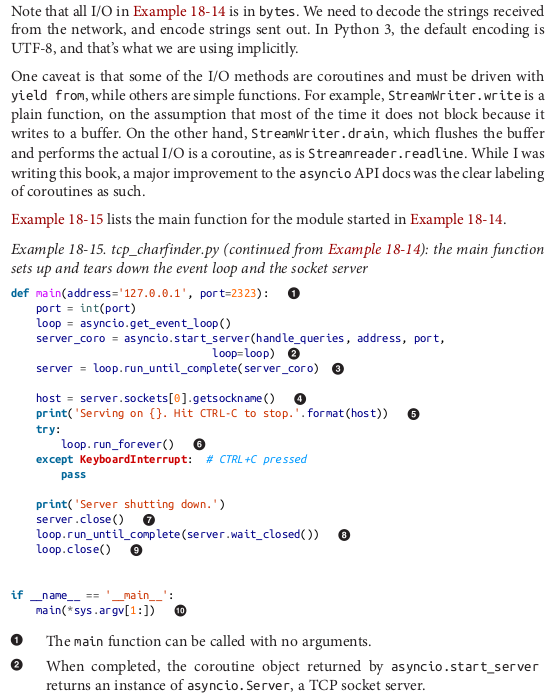 Note that all I/O in Example 18-14 is in bytes. We need to decode the strings received
from the network, and encode strings sent out. In Python 3, the default encoding is
UTF-8, and that's what we are using implicitly.
One caveat is that some of the I/O methods are coroutines and must be driven with
yield from, while others are simple functions. For example, StreamWriter.write is a
plain function, on the assumption that most of the time it does not block because it
writes to a buffer. On the other hand, StreamWriter.drain, which flushes the buffer
and performs the actual I/O is a coroutine, as is Streamreader.readline. While I was
writing this book, a major improvement to the asyncio API docs was the clear labeling
of coroutines as such.
Example 18-15 lists the main function for the module started in Example 18-14.
Example 18-15. tcp_charfinder.py (continued from Example 18-14): the main function
sets up and tears down the event loop and the socket server
def main(address='127.0.0.1', port=2323): ❶
    port = int(port)
    loop = asyncio.get_event_loop()
    server_coro = asyncio.start_server(handle_queries, address, port,
                              loop=loop) ❷
    server = loop.run_until_complete(server_coro) ❸
    host = server.sockets[0].getsockname() ❹
    print('Serving on {}. Hit CTRL-C to stop.'.format(host)) ❺
    try:
        loop.run_forever() ❻
    except KeyboardInterrupt: # CTRL+C pressed
        pass
    print('Server shutting down.')
    server.close() ❼
    loop.run_until_complete(server.wait_closed()) ❽
    loop.close() ❾
if __name__ == '__main__':
    main(*sys.argv[1:]) ❿
❶ The main function can be called with no arguments.
❷ When completed, the coroutine object returned by asyncio.start_server
returns an instance of asyncio.Server, a TCP socket server.